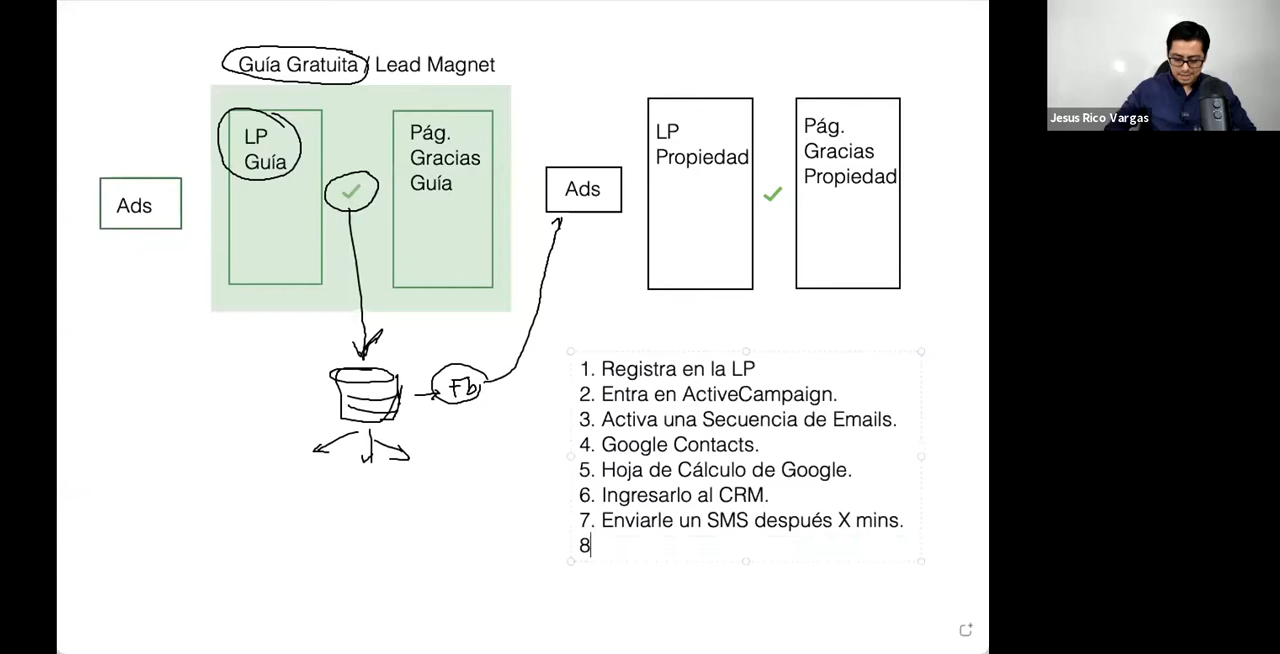 Guía Gratuita / Lead Magnet
LP
Guía
Pág.
Gracias
Guía
Ads
Ads
LP
Propiedad
Pág.
Gracias
Propiedad
Fb
1. Registra en la LP
2. Entra en ActiveCampaign.
3. Activa una Secuencia de Emails.
4. Google Contacts.
5. Hoja de Cálculo de Google.
6. Ingresarlo al CRM.
7. Enviarle un SMS después X mins.
8
Jesus Rico Vargas